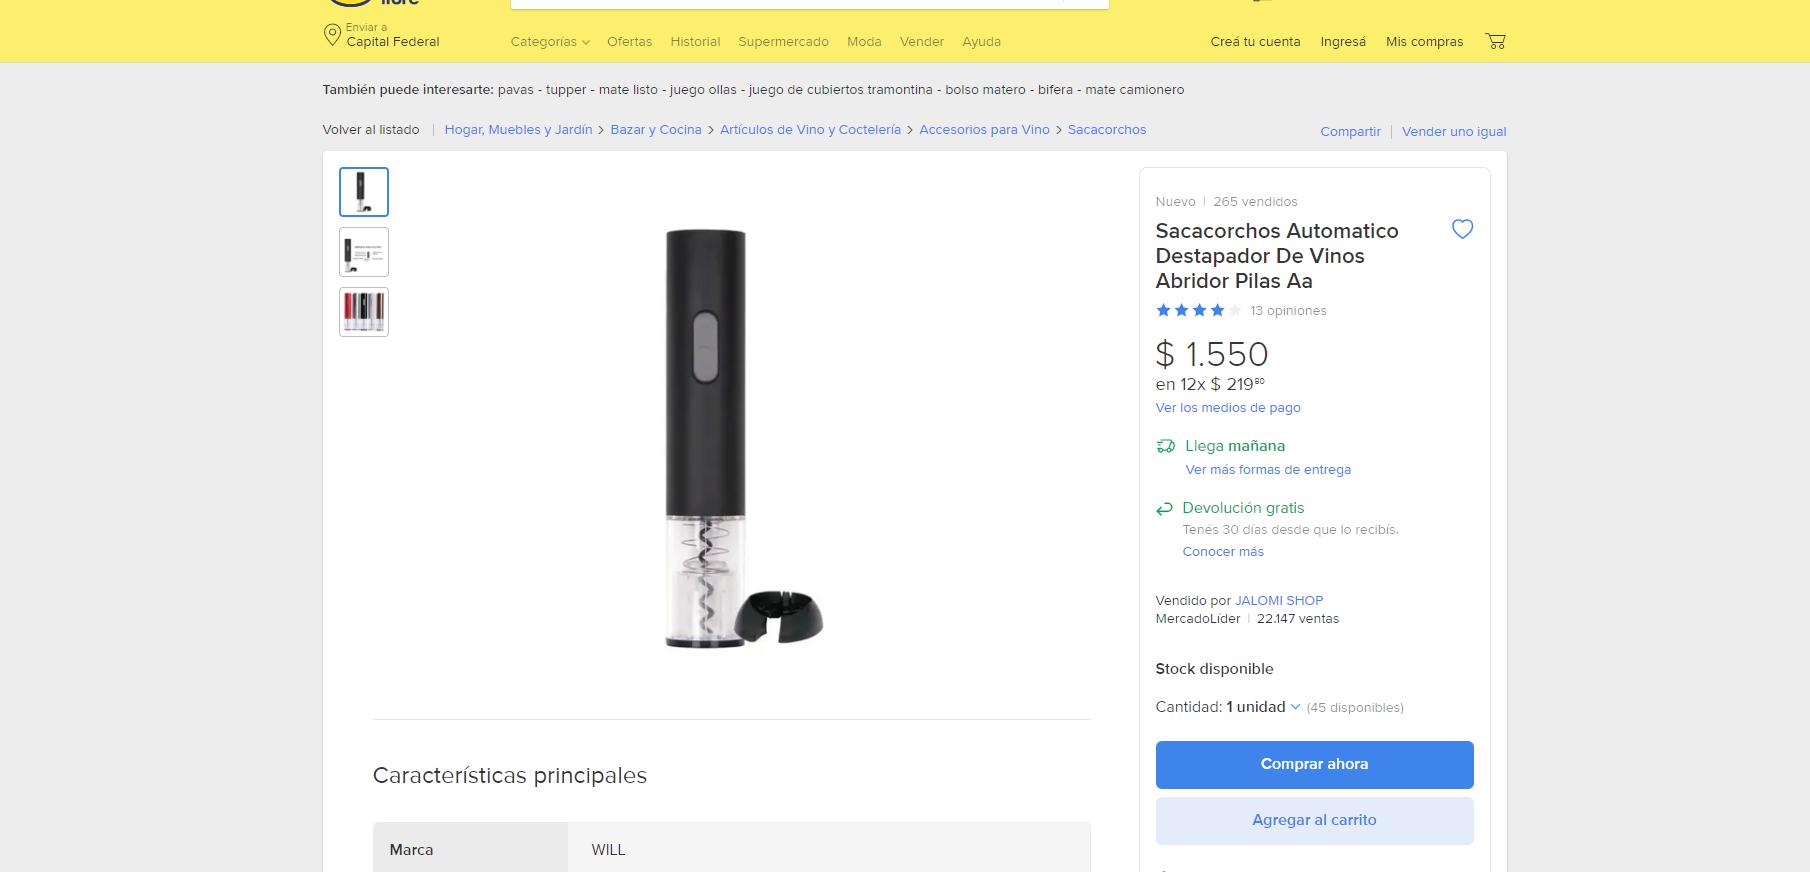 libre
Enviar a
Capital Federal
Categorías Ofertas Historial Supermercado Moda Vender Ayuda
Creá tu cuenta Ingresá Mis compras
También puede interesarte: pavas - tupper - mate listo - juego ollas - juego de cubiertos tramontina - bolso matero - bifera - mate camionero
Volver al listado | Hogar, Muebles y Jardín > Bazar y Cocina > Artículos de Vino y Coctelería > Accesorios para Vino > Sacacorchos
Compartir | Vender uno igual
Nuevo | 265 vendidos
Sacacorchos Automatico
Destapador De Vinos
Abridor Pilas Aa
13 opiniones
$ 1.550
en 12x $ 219⁸⁰
Ver los medios de pago
Llega mañana
Ver más formas de entrega
Devolución gratis
Tenés 30 días desde que lo recibís.
Conocer más
Vendido por JALOMI SHOP
MercadoLíder | 22.147 ventas
Stock disponible
Cantidad: 1 unidad (45 disponibles)
Comprar ahora
Agregar al carrito
Características principales
Marca WILL